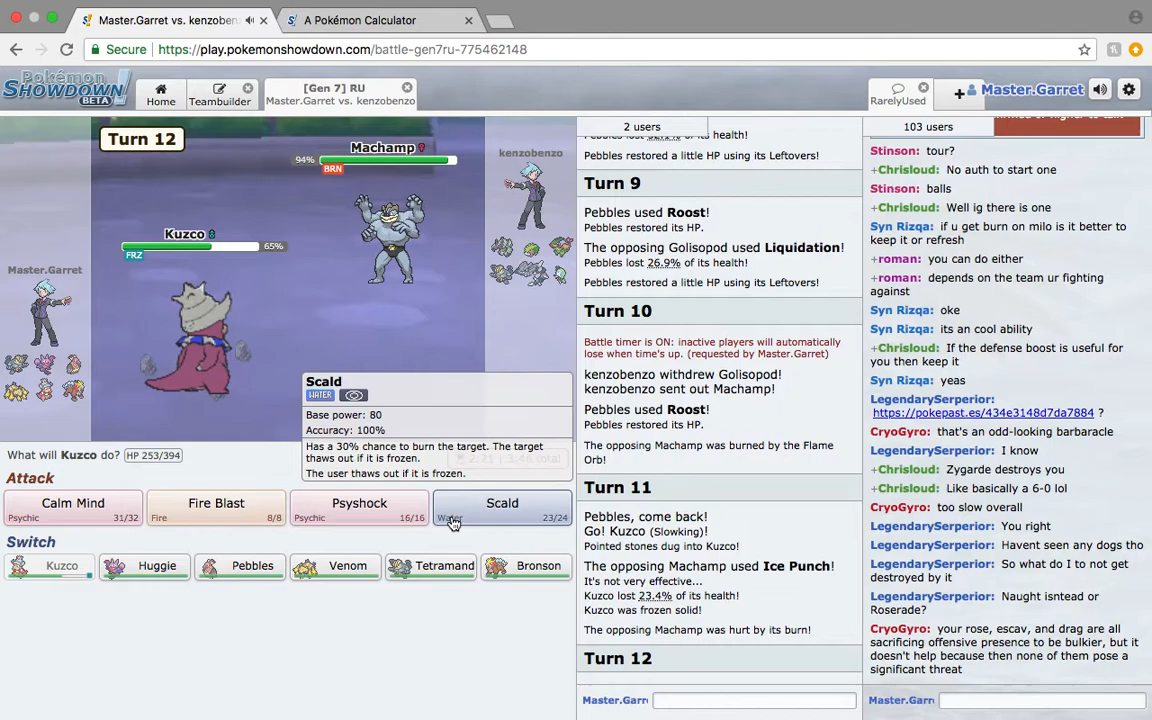 Master.Garret vs. kenzoben
A Pokémon Calculator
Secure
https://play.pokemonshowdown.com/battle-gen7ru-775462148
Pokémon
SHOWDOWN!
BETA
Home
Teambuilder
[Gen 7] RU
Master.Garret vs. kenzobenzo
RarelyUsed
Master.Garret
Turn 12
Machamp
94%
BRN
Kuzco
65%
FRZ
kenzobenzo
Master.Garret
Scald
WATER
Base power: 80
Accuracy: 100%
Has a 30% chance to burn the target. The target
thaws out if it is frozen.
The user thaws out if it is frozen.
What will Kuzco do? HP 253/394
Attack
Calm Mind
Psychic 31/32
Fire Blast
Fire 8/8
Psyshock
Psychic 16/16
Scald
Water 23/24
Switch
Kuzco
Huggie
Pebbles
Venom
Tetramand
Bronson
2 users
Pebbles restored a little HP using its Leftovers!
Turn 9
Pebbles used Roost!
Pebbles restored its HP.
The opposing Golisopod used Liquidation!
Pebbles lost 26.9% of its health!
Pebbles restored a little HP using its Leftovers!
Turn 10
Battle timer is ON: inactive players will automatically
lose when time's up. (requested by Master.Garret)
kenzobenzo withdrew Golisopod!
kenzobenzo sent out Machamp!
Pebbles used Roost!
Pebbles restored its HP.
The opposing Machamp was burned by the Flame
Orb!
Turn 11
Pebbles, come back!
Go! Kuzco (Slowking)!
Pointed stones dug into Kuzco!
The opposing Machamp used Ice Punch!
It's not very effective...
Kuzco lost 23.4% of its health!
Kuzco was frozen solid!
The opposing Machamp was hurt by its burn!
Turn 12
Master.Garre
103 users
Stinson: tour?
+Chrisloud: No auth to start one
Stinson: balls
+Chrisloud: Well ig there is one
Syn Rizqa: if u get burn on milo is it better to
keep it or refresh
+roman: you can do either
+roman: depends on the team ur fighting
against
Syn Rizqa: oke
Syn Rizqa: its an cool ability
+Chrisloud: If the defense boost is useful for
you then keep it
Syn Rizqa: yeas
LegendarySerperior:
https://pokepast.es/434e3148d7da7884 ?
CryoGyro: that's an odd-looking barbaracle
LegendarySerperior: I know
+Chrisloud: Zygarde destroys you
+Chrisloud: Like basically a 6-0 lol
CryoGyro: too slow overall
LegendarySerperior: You right
LegendarySerperior: Havent seen any dogs tho
LegendarySerperior: So what do I to not get
destroyed by it
LegendarySerperior: Naught isntead or
Roserade?
CryoGyro: your rose, escav, and drag are all
sacrificing offensive presence to be bulkier, but it
doesn't help because then none of them pose a
significant threat
Master.Garre